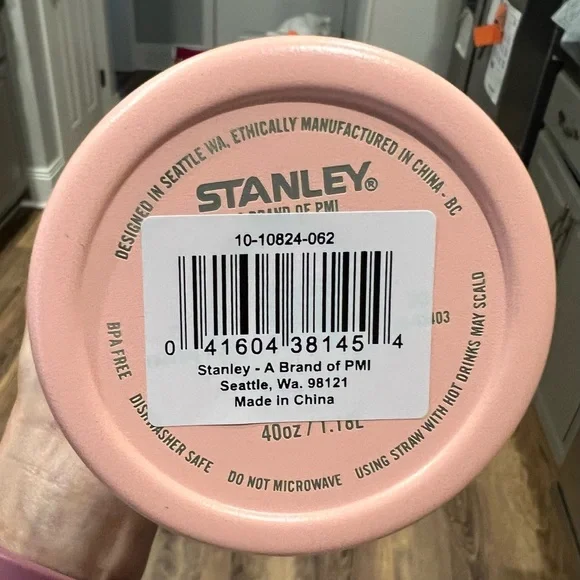 DESIGNED IN SEATTLE WA, ETHICALLY MANUFACTURED IN CHINA - BC
STANLEY®
A BRAND OF PMI
10-10824-062
0 41604 38145 4
Stanley - A Brand of PMI
Seattle, Wa. 98121
Made in China
403
40oz / 1.18L
BPA FREE
DISHWASHER SAFE
DO NOT MICROWAVE
USING STRAW WITH HOT DRINKS MAY SCALD